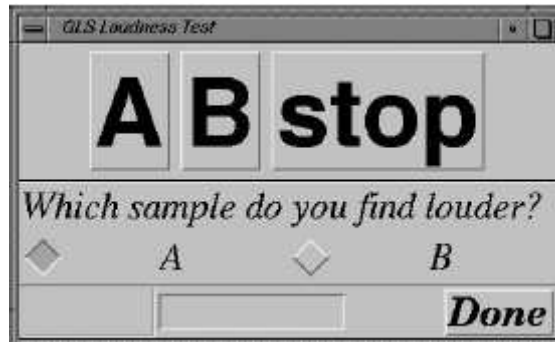 GLS Loudness Test
A B stop
Which sample do you find louder?
A B
Done